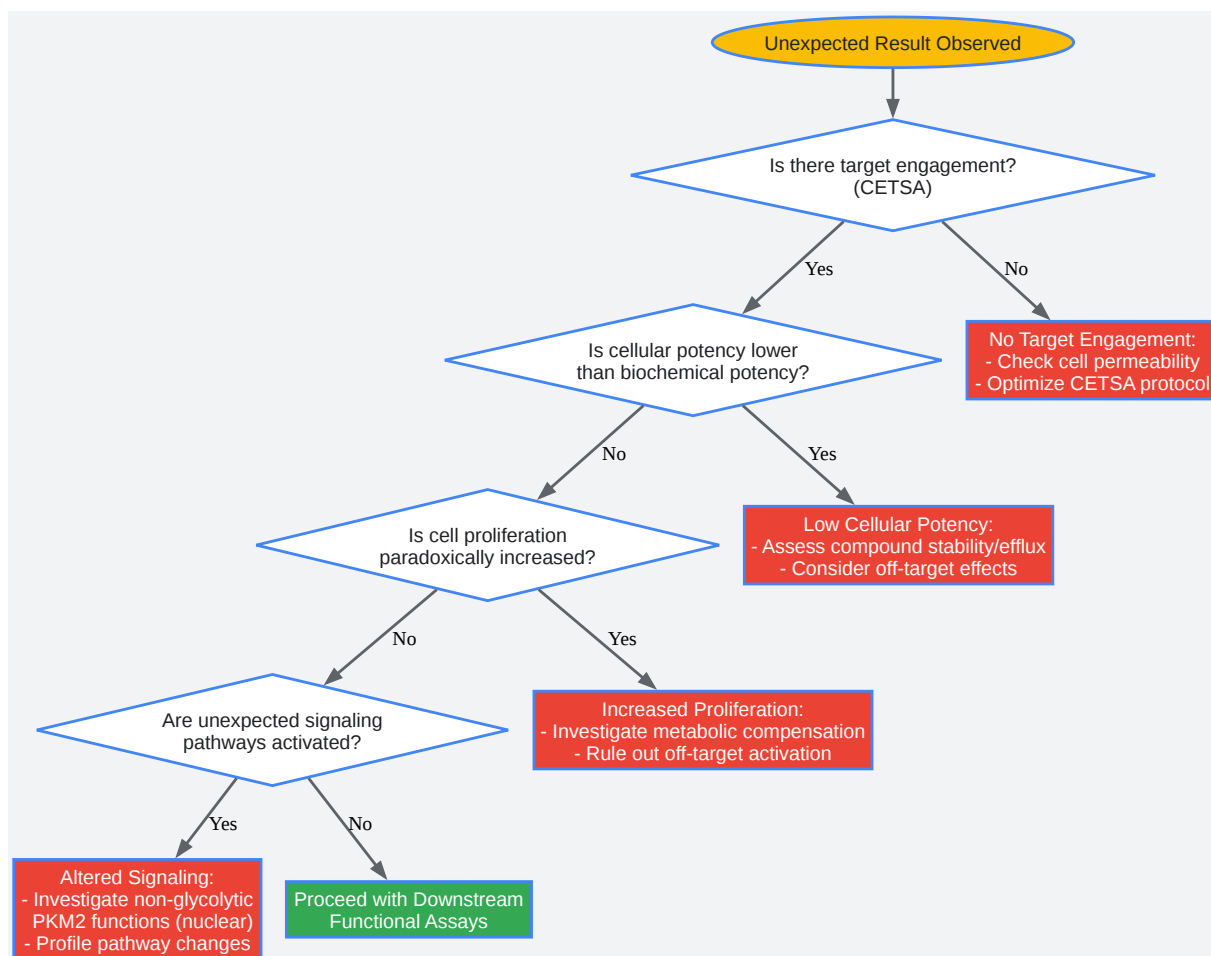 Unexpected Result Observed
Is there target engagement?
(CETSA)
Yes
No
No Target Engagement:
- Check cell permeability
- Optimize CETSA protocol
Is cellular potency lower
than biochemical potency?
No
Yes
Low Cellular Potency:
- Assess compound stability/efflux
- Consider off-target effects
Is cell proliferation
paradoxically increased?
No
Yes
Increased Proliferation:
- Investigate metabolic compensation
- Rule out off-target activation
Are unexpected signaling
pathways activated?
Yes
No
Altered Signaling:
- Investigate non-glycolytic
PKM2 functions (nuclear)
- Profile pathway changes
Proceed with Downstream
Functional Assays